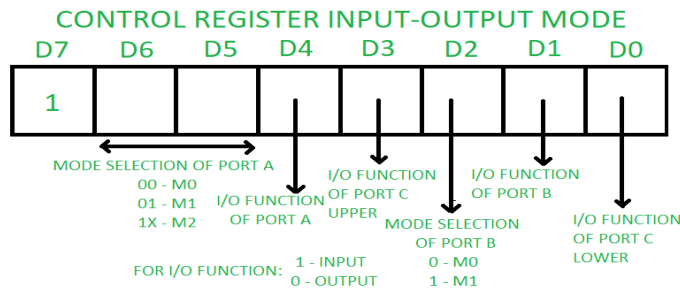 CONTROL REGISTER INPUT-OUTPUT MODE
D7 D6 D5 D4 D3 D2 D1 D0
1
MODE SELECTION OF PORT A
00 - M0
01 - M1
1X - M2
I/O FUNCTION
OF PORT A
I/O FUNCTION
OF PORT C
UPPER
MODE SELECTION
OF PORT B
0 - M0
1 - M1
I/O FUNCTION
OF PORT B
I/O FUNCTION
OF PORT C
LOWER
FOR I/O FUNCTION:
1 - INPUT
0 - OUTPUT